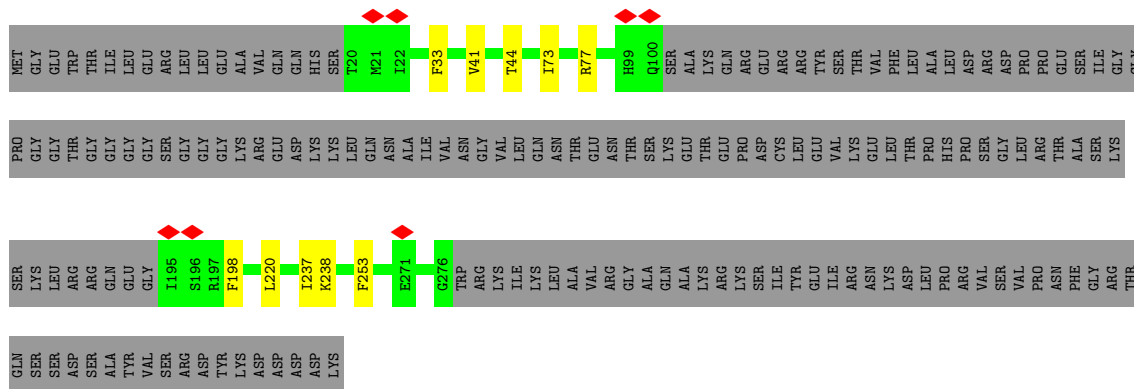 MET GLY GLU TRP THR ILE LEU GLU ARG LEU LEU GLU ALA VAL GLN GLN HIS SER T20 M21 I22 F33 V41 T44 I73 R77 H99 Q100 SER ALA LYS GLN ARG GLU ARG ARG TYR SER THR VAL PHE LEU ALA LEU ASP ARG ASP PRO PRO GLU SER ILE GLY GLY
PRO GLY GLY THR GLY GLY GLY GLY SER GLY GLY GLY LYS ARG GLU ASP LYS LYS LEU GLN ASN ALA ILE VAL ASN GLY VAL LEU GLN ASN THR GLU ASN THR SER LYS GLU THR GLU PRO ASP CYS LEU GLU VAL LYS GLU LEU THR PRO HIS PRO SER GLY LEU ARG THR ALA SER LYS
SER LYS LEU ARG ARG GLN GLU GLY I195 S196 R197 F198 L220 I237 K238 F253 E271 G276 TRP ARG LYS ILE LYS LEU ALA VAL ARG GLY ALA GLN ALA LYS ARG LYS SER ILE TYR GLU ILE ARG ASN LYS ASP LEU PRO ARG VAL SER VAL PRO ASN PHE GLY ARG THR
GLN SER SER ASP SER ALA TYR VAL SER ARG ASP TYR LYS ASP ASP ASP ASP LYS